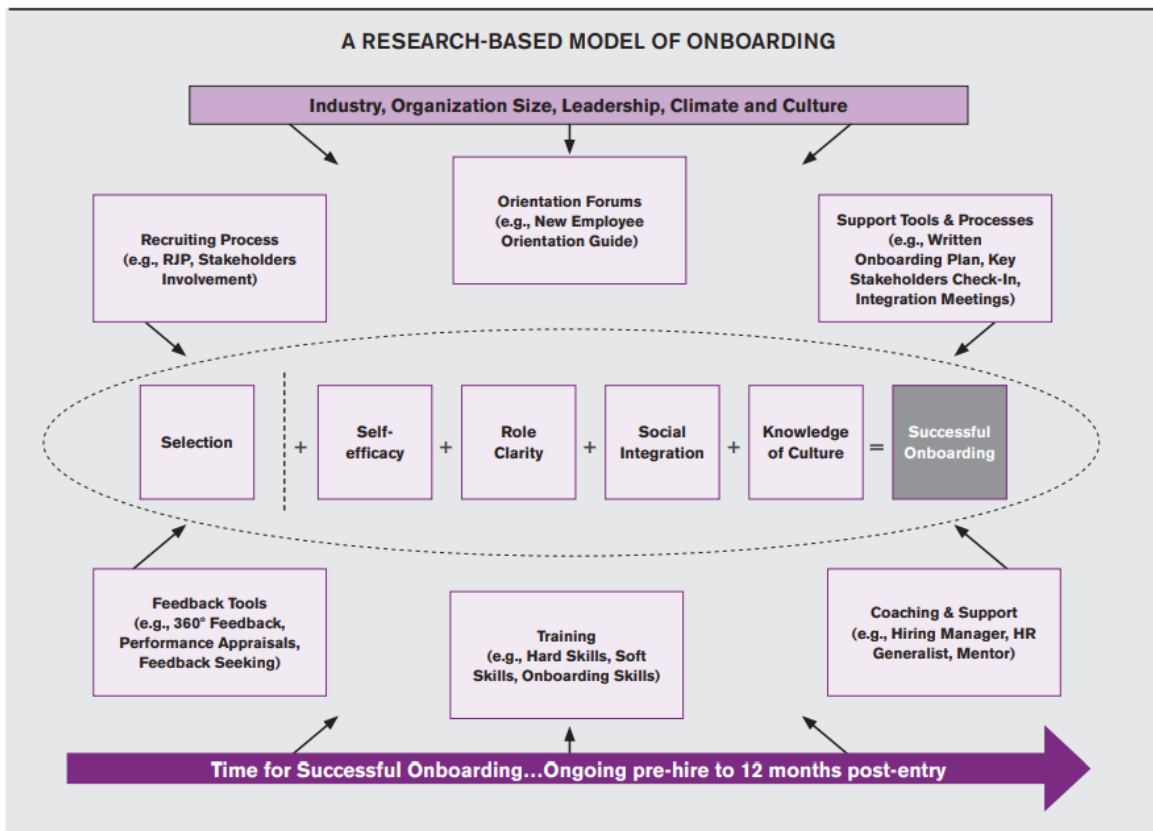 A RESEARCH-BASED MODEL OF ONBOARDING
Industry, Organization Size, Leadership, Climate and Culture
Recruiting Process
(e.g., RJP, Stakeholders
Involvement)
Orientation Forums
(e.g., New Employee
Orientation Guide)
Support Tools & Processes
(e.g., Written
Onboarding Plan, Key
Stakeholders Check-In,
Integration Meetings)
Selection
+
Self-
efficacy
+
Role
Clarity
+
Social
Integration
+
Knowledge
of Culture
=
Successful
Onboarding
Feedback Tools
(e.g., 360° Feedback,
Performance Appraisals,
Feedback Seeking)
Training
(e.g., Hard Skills, Soft
Skills, Onboarding Skills)
Coaching & Support
(e.g., Hiring Manager, HR
Generalist, Mentor)
Time for Successful Onboarding...Ongoing pre-hire to 12 months post-entry